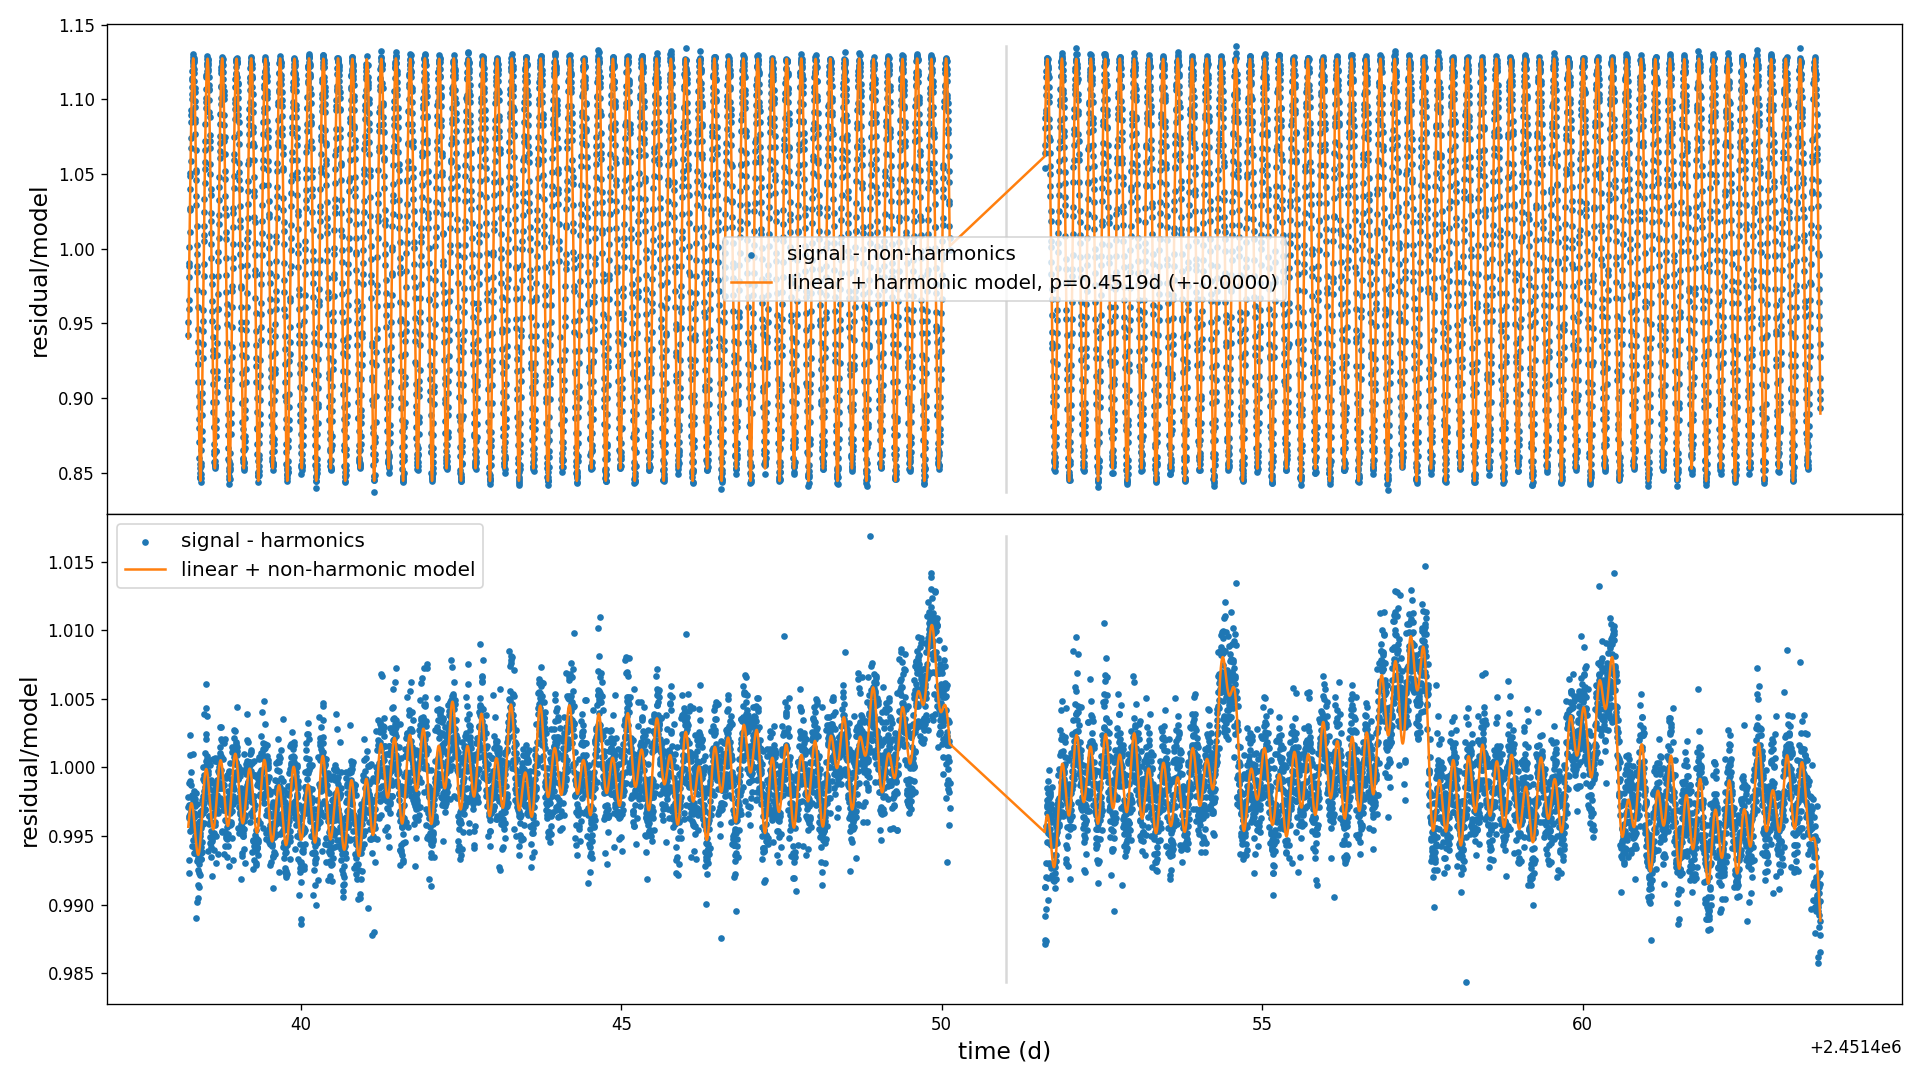 1.15
1.10
1.05
1.00
0.95
0.90
0.85
residual/model
signal - non-harmonics
linear + harmonic model, p=0.4519d (+-0.0000)
signal - harmonics
linear + non-harmonic model
1.015
1.010
1.005
1.000
0.995
0.990
0.985
residual/model
40 45 50 55 60
time (d)
+2.4514e6